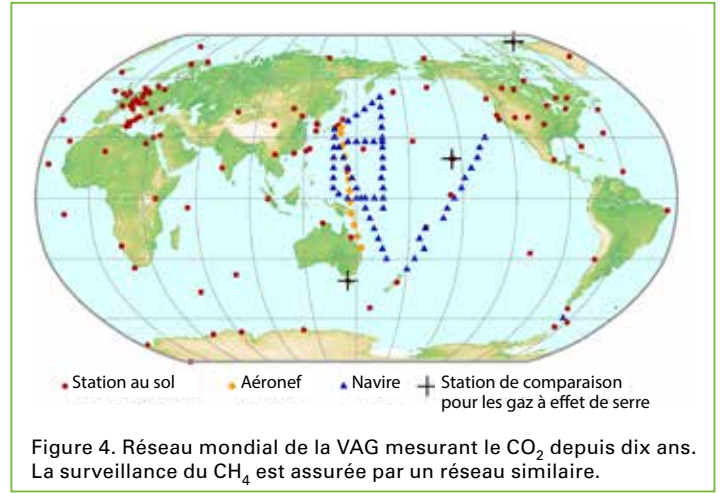 Station au sol Aéronef Navire Station de comparaison
pour les gaz à effet de serre
Figure 4. Réseau mondial de la VAG mesurant le CO₂ depuis dix ans.
La surveillance du CH₄ est assurée par un réseau similaire.